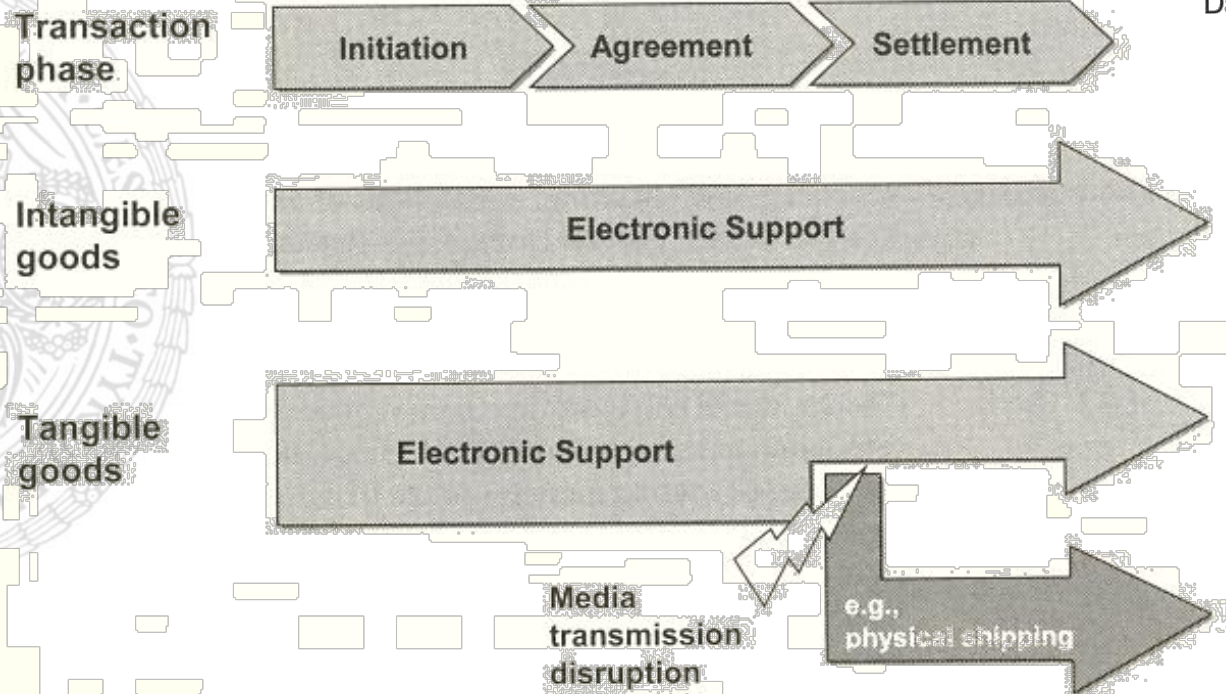 Transaction
phase
Initiation
Agreement
Settlement
Intangible
goods
Electronic Support
Tangible
goods
Electronic Support
Media
transmission
disruption
e.g.,
physical shipping